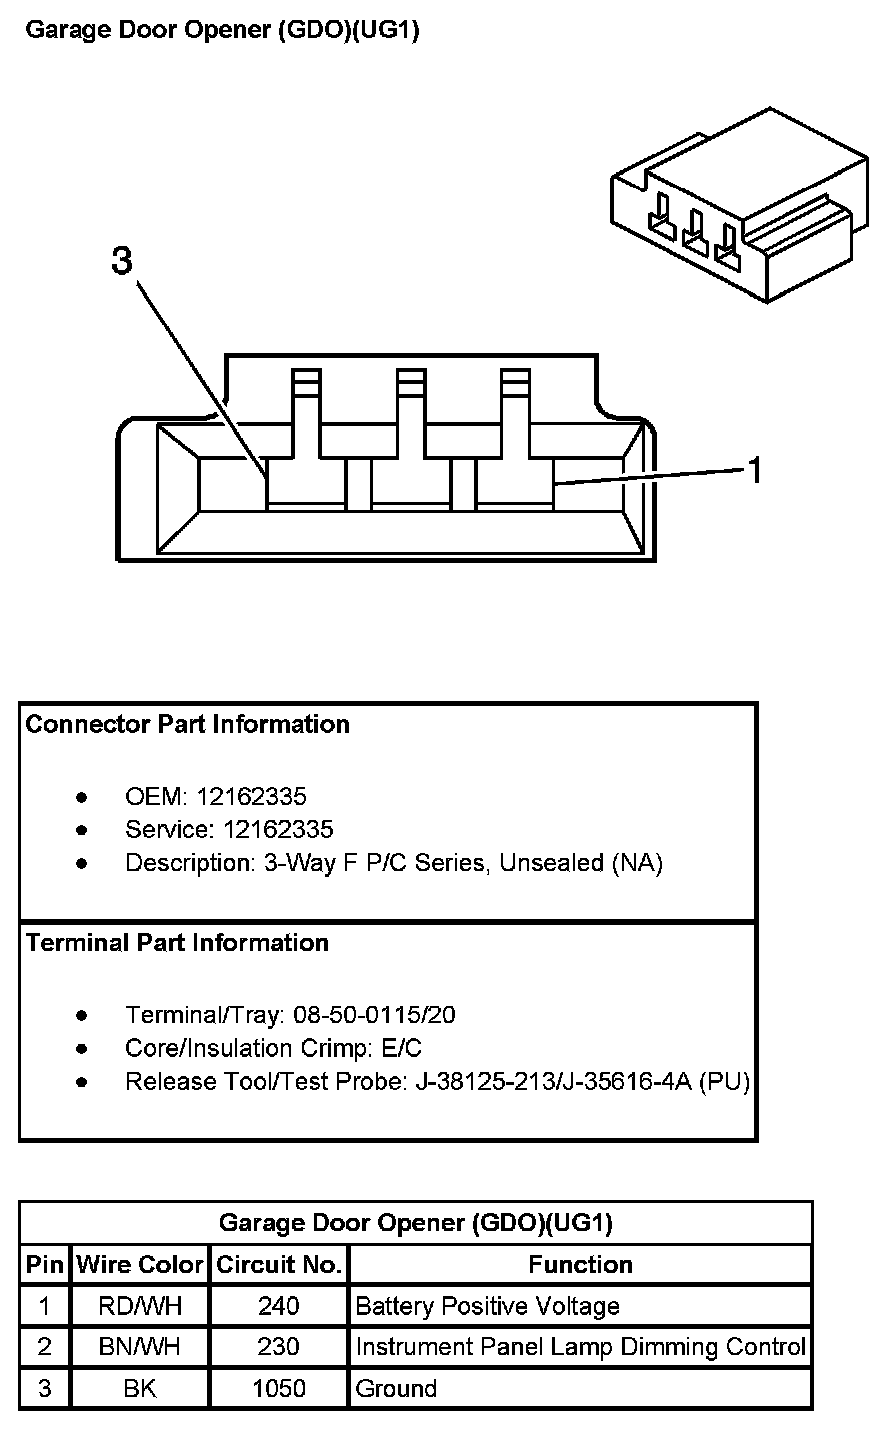 Garage Door Opener (GDO)(UG1)
3
1
Connector Part Information
• OEM: 12162335
• Service: 12162335
• Description: 3-Way F P/C Series, Unsealed (NA)
Terminal Part Information
• Terminal/Tray: 08-50-0115/20
• Core/Insulation Crimp: E/C
• Release Tool/Test Probe: J-38125-213/J-35616-4A (PU)
Garage Door Opener (GDO)(UG1)
Pin Wire Color Circuit No. Function
1 RD/WH 240 Battery Positive Voltage
2 BN/WH 230 Instrument Panel Lamp Dimming Control
3 BK 1050 Ground